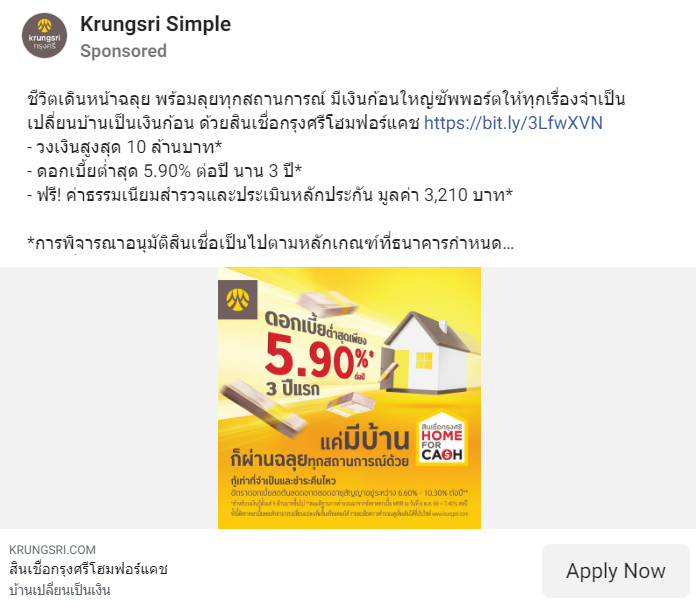 krungsri
กรุงศรี
Krungsri Simple
Sponsored
ชีวิตเดินหน้าฉลุย พร้อมลุยทุกสถานการณ์ มีเงินก้อนใหญ่ซัพพอร์ตให้ทุกเรื่องจำเป็น
เปลี่ยนบ้านเป็นเงินก้อน ด้วยสินเชื่อกรุงศรีโฮมฟอร์แคช https://bit.ly/3LfwXVN
- วงเงินสูงสุด 10 ล้านบาท*
- ดอกเบี้ยต่ำสุด 5.90% ต่อปี นาน 3 ปี*
- ฟรี! ค่าธรรมเนียมสำรวจและประเมินหลักประกัน มูลค่า 3,210 บาท*
*การพิจารณาอนุมัติสินเชื่อเป็นไปตามหลักเกณฑ์ที่ธนาคารกำหนด...
ดอกเบี้ยต่ำสุดเพียง
5.90%*
ต่อปี
3 ปีแรก
แค่มีบ้าน
ก็ผ่านฉลุยทุกสถานการณ์ด้วย
สินเชื่อกรุงศรี
HOME
FOR
CASH
กู้เท่าที่จำเป็นและชำระคืนไหว
อัตราดอกเบี้ยลดต้นลดดอกตลอดอายุสัญญาอยู่ระหว่าง 6.60% - 10.30% ต่อปี**
KRUNGSRI.COM
สินเชื่อกรุงศรีโฮมฟอร์แคช
บ้านเปลี่ยนเป็นเงิน
Apply Now